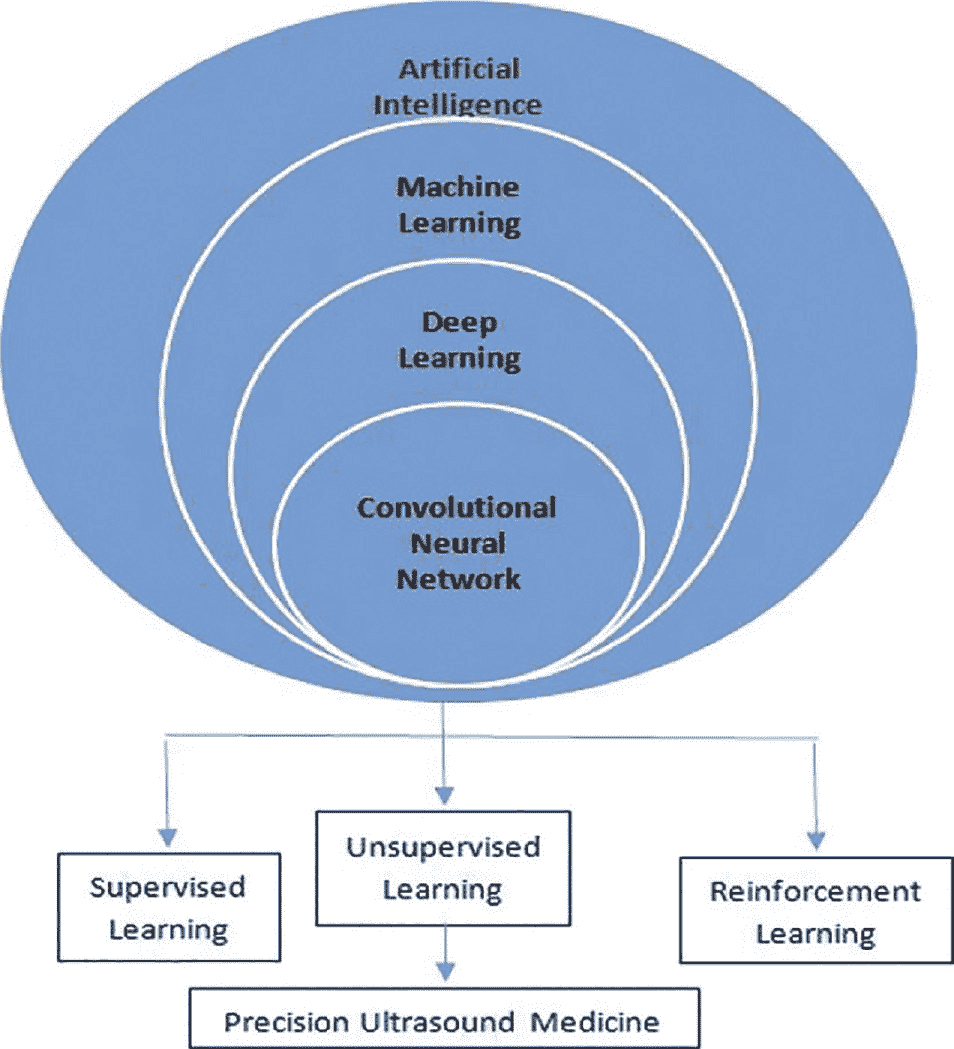 Artificial
Intelligence
Machine
Learning
Deep
Learning
Convolutional
Neural
Network
Supervised
Learning
Unsupervised
Learning
Reinforcement
Learning
Precision Ultrasound Medicine